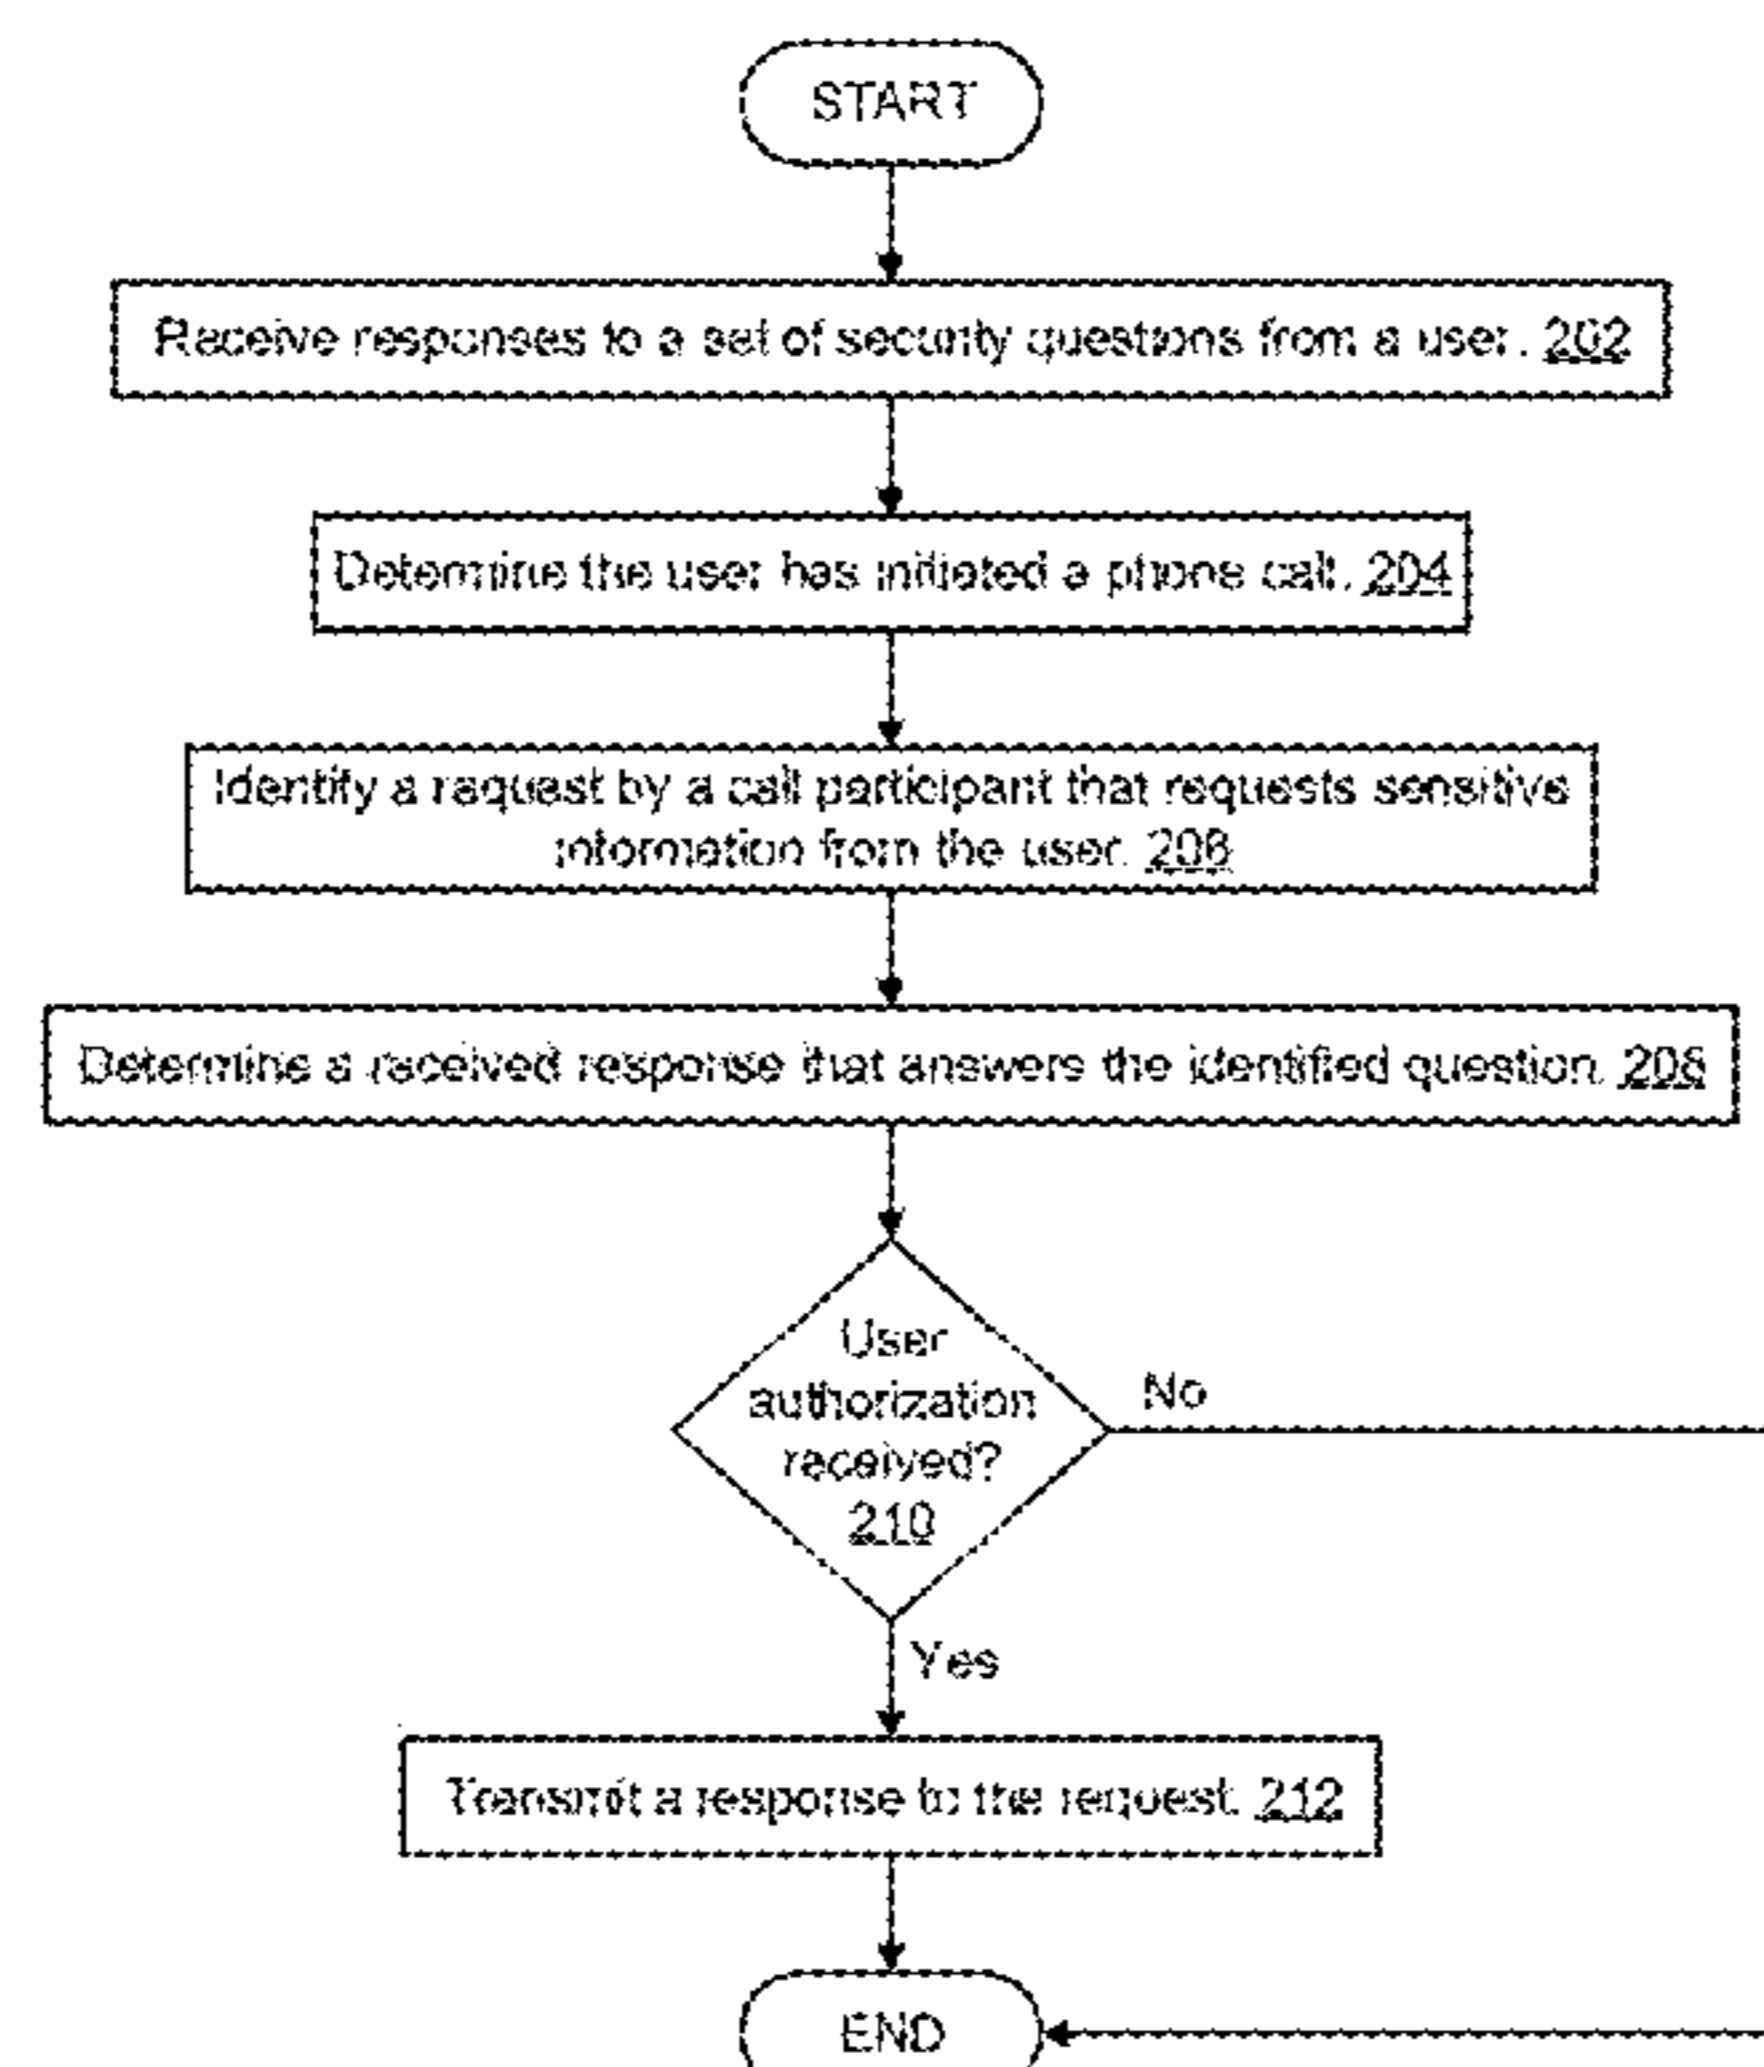 START
Receive responses to a set of security questions from a user. 202
Determine the user has initiated a phone call. 204
Identify a request by a call participant that requests sensitive
information from the user.
Determine a received response that answers the identified question.
User
authorization
received?
210
No
Yes
Transmit a response to the request. 212
END